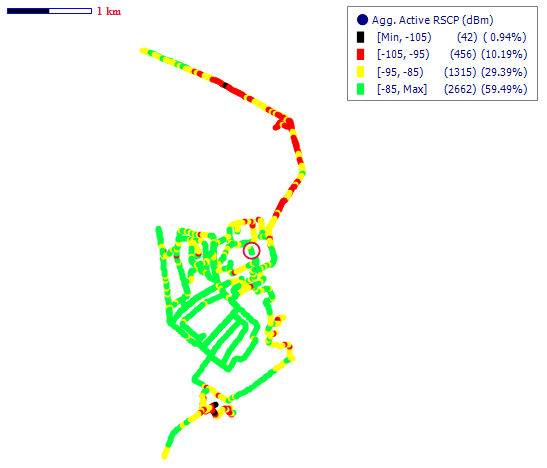 1 km
Agg. Active RSCP (dBm)
[Min, -105) (42) ( 0.94%)
[-105, -95) (456) (10.19%)
[-95, -85) (1315) (29.39%)
[-85, Max] (2662) (59.49%)